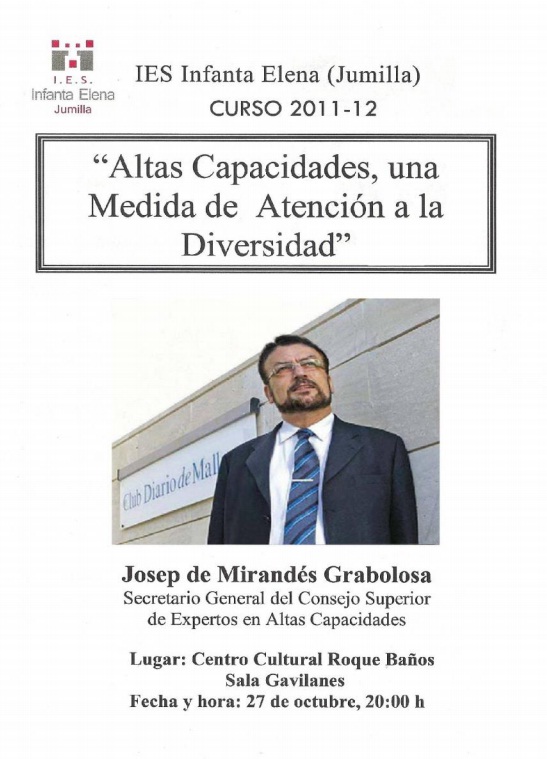 I.E.S.
Infanta Elena
Jumilla
IES Infanta Elena (Jumilla)
CURSO 2011-12
“Altas Capacidades, una
Medida de Atención a la
Diversidad”
Club Diario de Mall
Josep de Mirandés Grabolosa
Secretario General del Consejo Superior
de Expertos en Altas Capacidades
Lugar: Centro Cultural Roque Baños
Sala Gavilanes
Fecha y hora: 27 de octubre, 20:00 h